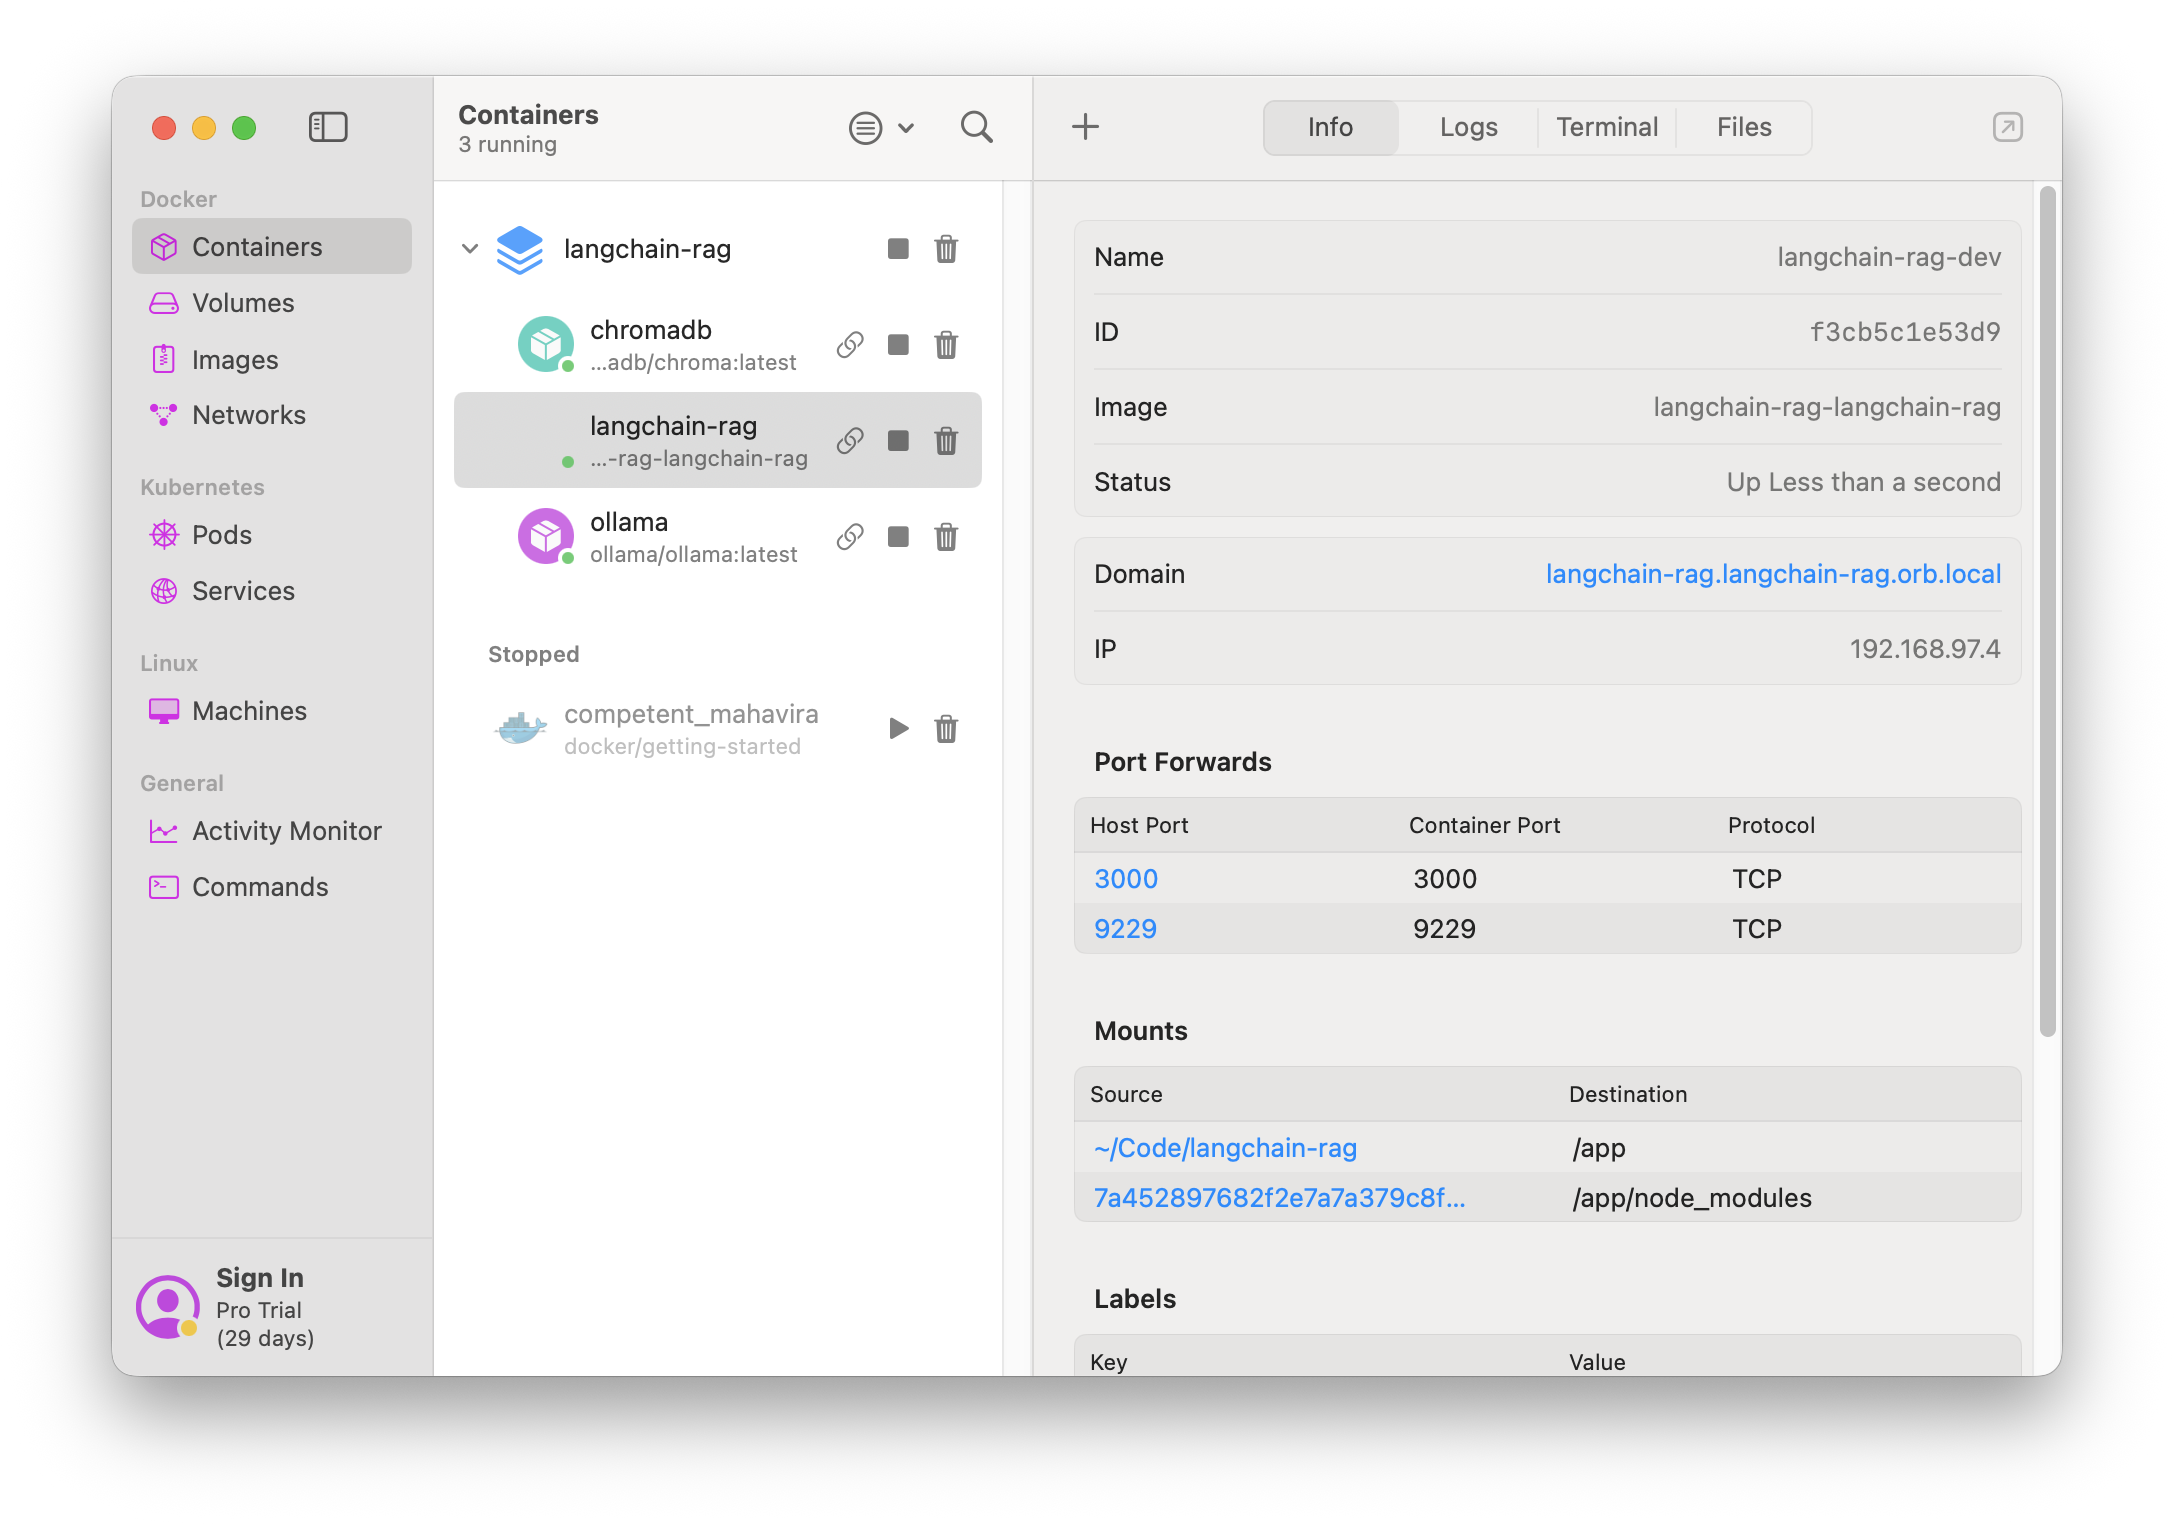 Docker
Containers
Volumes
Images
Networks
Kubernetes
Pods
Services
Linux
Machines
General
Activity Monitor
Commands
Sign In
Pro Trial
(29 days)
Containers
3 running
langchain-rag
chromadb
...adb/chroma:latest
langchain-rag
...-rag-langchain-rag
ollama
ollama/ollama:latest
Stopped
competent_mahavira
docker/getting-started
Info Logs Terminal Files
Name langchain-rag-dev
ID f3cb5c1e53d9
Image langchain-rag-langchain-rag
Status Up Less than a second
Domain langchain-rag.langchain-rag.orb.local
IP 192.168.97.4
Port Forwards
Host Port Container Port Protocol
3000 3000 TCP
9229 9229 TCP
Mounts
Source Destination
~/Code/langchain-rag /app
7a452897682f2e7a7a379c8f... /app/node_modules
Labels
Key Value